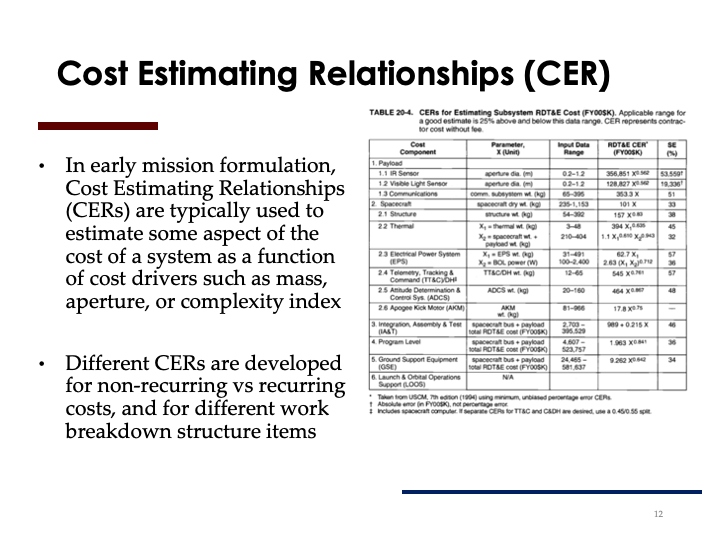 Cost Estimating Relationships (CER)
• In early mission formulation,
Cost Estimating Relationships
(CERs) are typically used to
estimate some aspect of the
cost of a system as a function
of cost drivers such as mass,
aperture, or complexity index
• Different CERs are developed
for non-recurring vs recurring
costs, and for different work
breakdown structure items
TABLE 20-4. CERs for Estimating Subsystem RDT&E Cost (FY00$K). Applicable range for
a good estimate is 25% above and below this data range. CER represents contrac-
tor cost without fee.
Cost Component Parameter, X (Unit) Input Data Range RDT&E CER* (FY00$K) SE (%)
1. Payload
1.1 IR Sensor aperture dia. (m) 0.2–1.2 356,851 X^0.562 53,559†
1.2 Visible Light Sensor aperture dia. (m) 0.2–1.2 128,827 X^0.562 19,336†
1.3 Communications comm. subsystem wt. (kg) 65–395 353.3 X 51
2. Spacecraft spacecraft dry wt. (kg) 235–1,153 101 X 33
2.1 Structure structure wt. (kg) 54–392 157 X^0.83 38
2.2 Thermal X1 = thermal wt. (kg) 3–48 394 X1^0.635 45
X2 = spacecraft wt. + payload wt. (kg) 210–404 1.1 X1^0.610 X2^0.943 32
2.3 Electrical Power System (EPS) X1 = EPS wt. (kg) 31–491 62.7 X1 57
X2 = BOL power (W) 100–2,400 2.63 (X1 X2)^0.712 36
2.4 Telemetry, Tracking & Command (TT&C)/DH‡ TT&C/DH wt. (kg) 12–65 545 X^0.761 57
2.5 Attitude Determination & Control Sys. (ADCS) ADCS wt. (kg) 20–160 464 X^0.867 48
2.6 Apogee Kick Motor (AKM) AKM wt. (kg) 81–966 17.8 X^0.75 —
3. Integration, Assembly & Test (IA&T) spacecraft bus + payload total RDT&E cost (FY00$K) 2,703 – 395,529 989 + 0.215 X 46
4. Program Level spacecraft bus + payload total RDT&E cost (FY00$K) 4,607 – 523,757 1.963 X^0.841 36
5. Ground Support Equipment (GSE) spacecraft bus + payload total RDT&E cost (FY00$K) 24,465 – 581,637 9.262 X^0.642 34
6. Launch & Orbital Operations Support (LOOS) N/A
* Taken from USCM, 7th edition (1994) using minimum, unbiased percentage error CERs.
† Absolute error (in FY00$K), not percentage error.
‡ Includes spacecraft computer. If separate CERs for TT&C and C&DH are desired, use a 0.45/0.55 split.
12